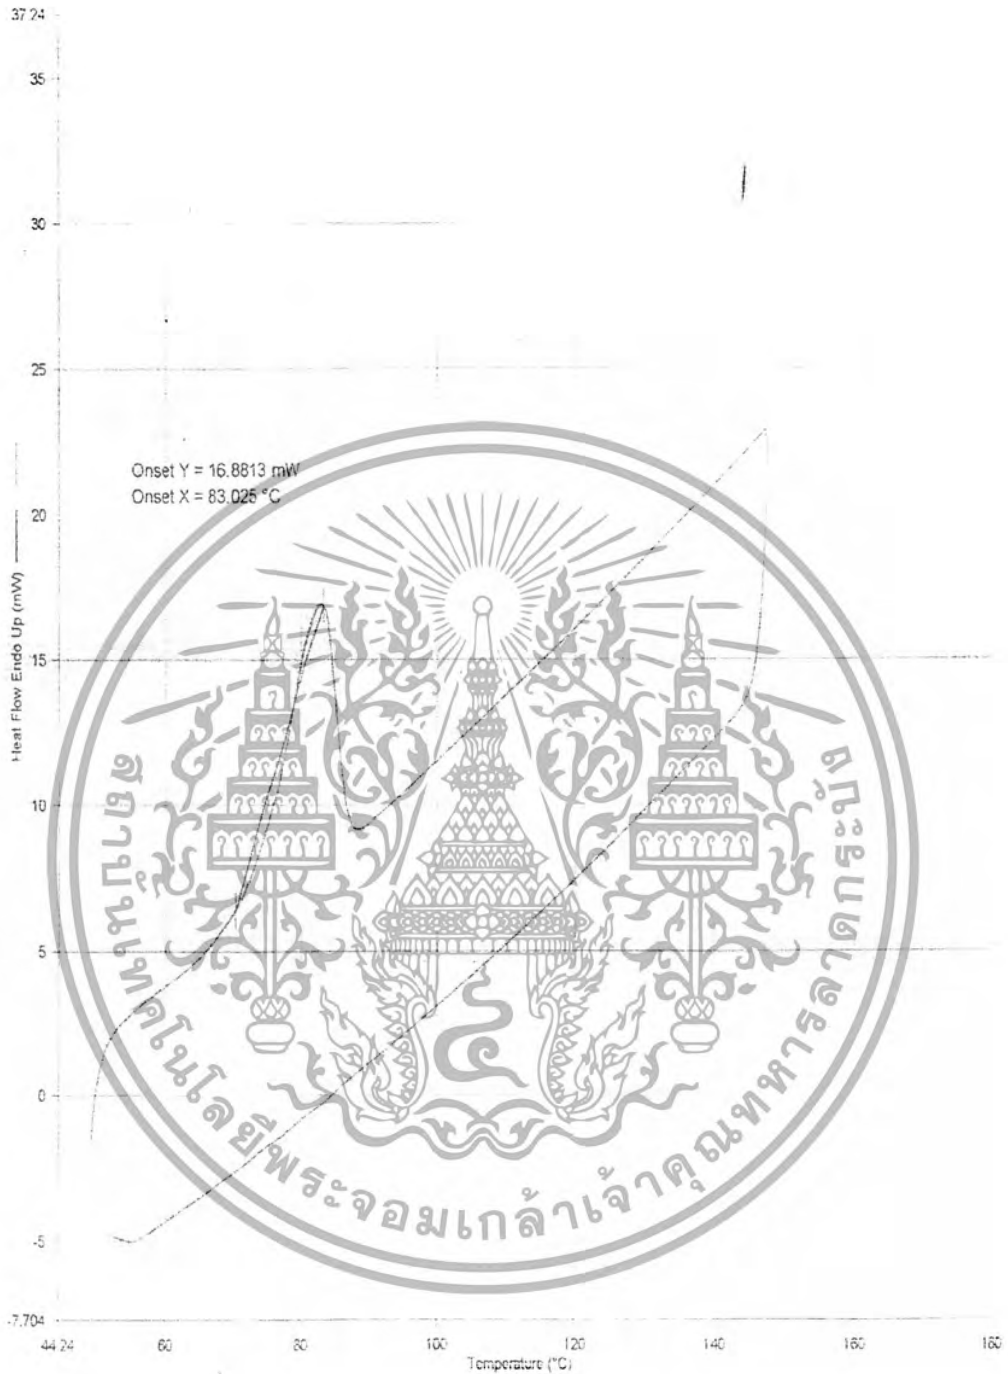 37.24
35
30
25
Onset Y = 16.8813 mW
Onset X = 83.025 °C
20
15
10
5
0
-5
-7.704
Heat Flow Endo Up (mW)
44.24 60 80 100 120 140 160 180
Temperature (°C)
สถาบันเทคโนโลยีพระจอมเกล้าเจ้าคุณทหารลาดกระบัง
๔